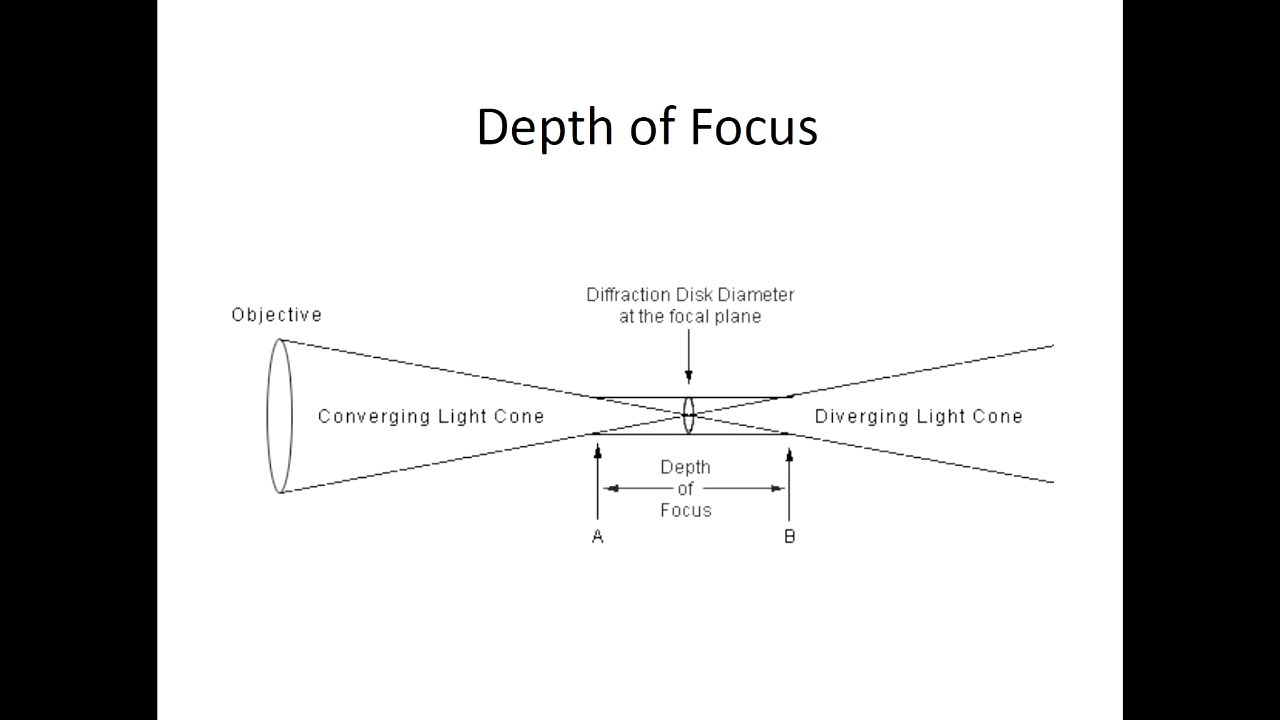 Depth of Focus
Diffraction Disk Diameter
at the focal plane
Objective
Converging Light Cone
Diverging Light Cone
Depth
of
Focus
A
B